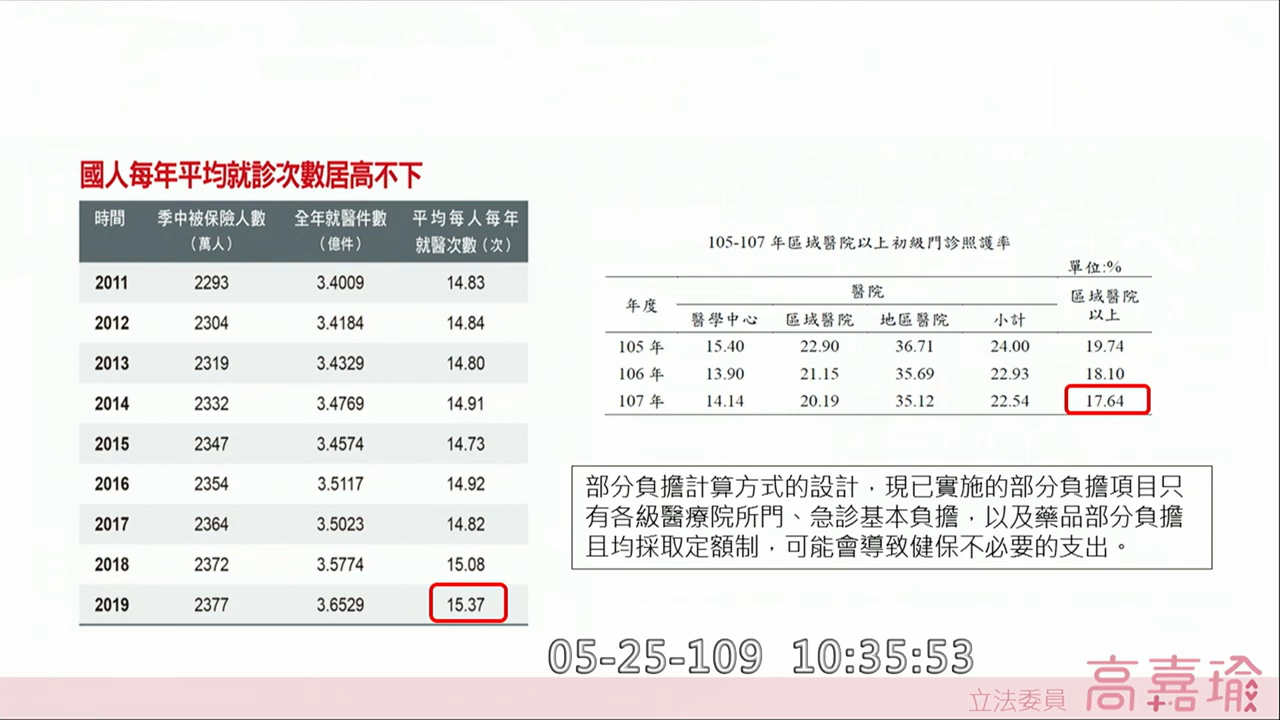 國人每年平均就診次數居高不下
時間 季中被保險人數（萬人） 全年就醫件數（億件） 平均每人每年就醫次數（次）
2011 2293 3.4009 14.83
2012 2304 3.4184 14.84
2013 2319 3.4329 14.80
2014 2332 3.4769 14.91
2015 2347 3.4574 14.73
2016 2354 3.5117 14.92
2017 2364 3.5023 14.82
2018 2372 3.5774 15.08
2019 2377 3.6529 15.37
105-107 年區域醫院以上初級門診照護率
單位:%
年度 醫院 區域醫院以上
醫學中心 區域醫院 地區醫院 小計
105 年 15.40 22.90 36.71 24.00 19.74
106 年 13.90 21.15 35.69 22.93 18.10
107 年 14.14 20.19 35.12 22.54 17.64
部分負擔計算方式的設計，現已實施的部分負擔項目只
有各級醫療院所門、急診基本負擔，以及藥品部分負擔
且均採取定額制，可能會導致健保不必要的支出。
05-25-109 10:35:53
立法委員 高嘉瑜